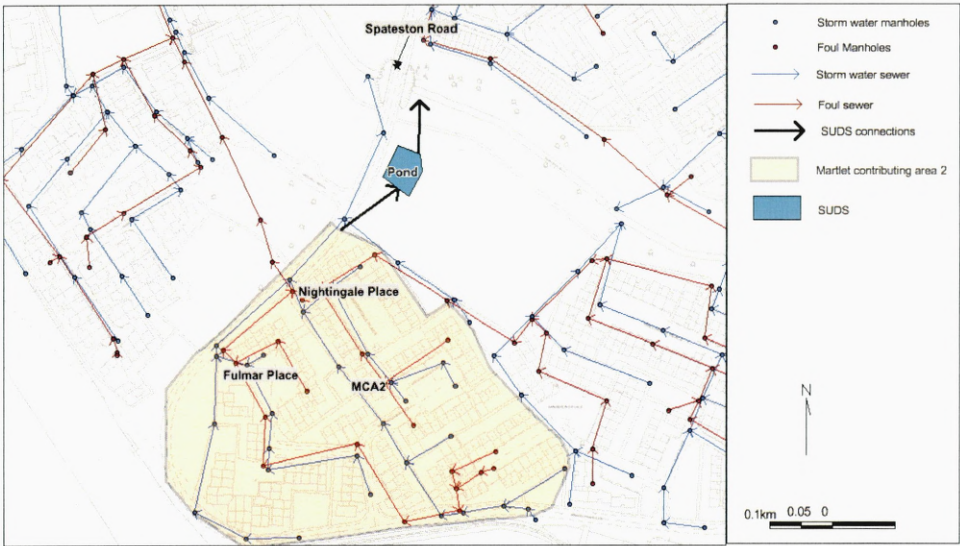 Spateston Road
Pond
Nightingale Place
Fulmar Place
MCA2
Storm water manholes
Foul Manholes
Storm water sewer
Foul sewer
SUDS connections
Martlet contributing area 2
SUDS
N
0.1km 0.05 0